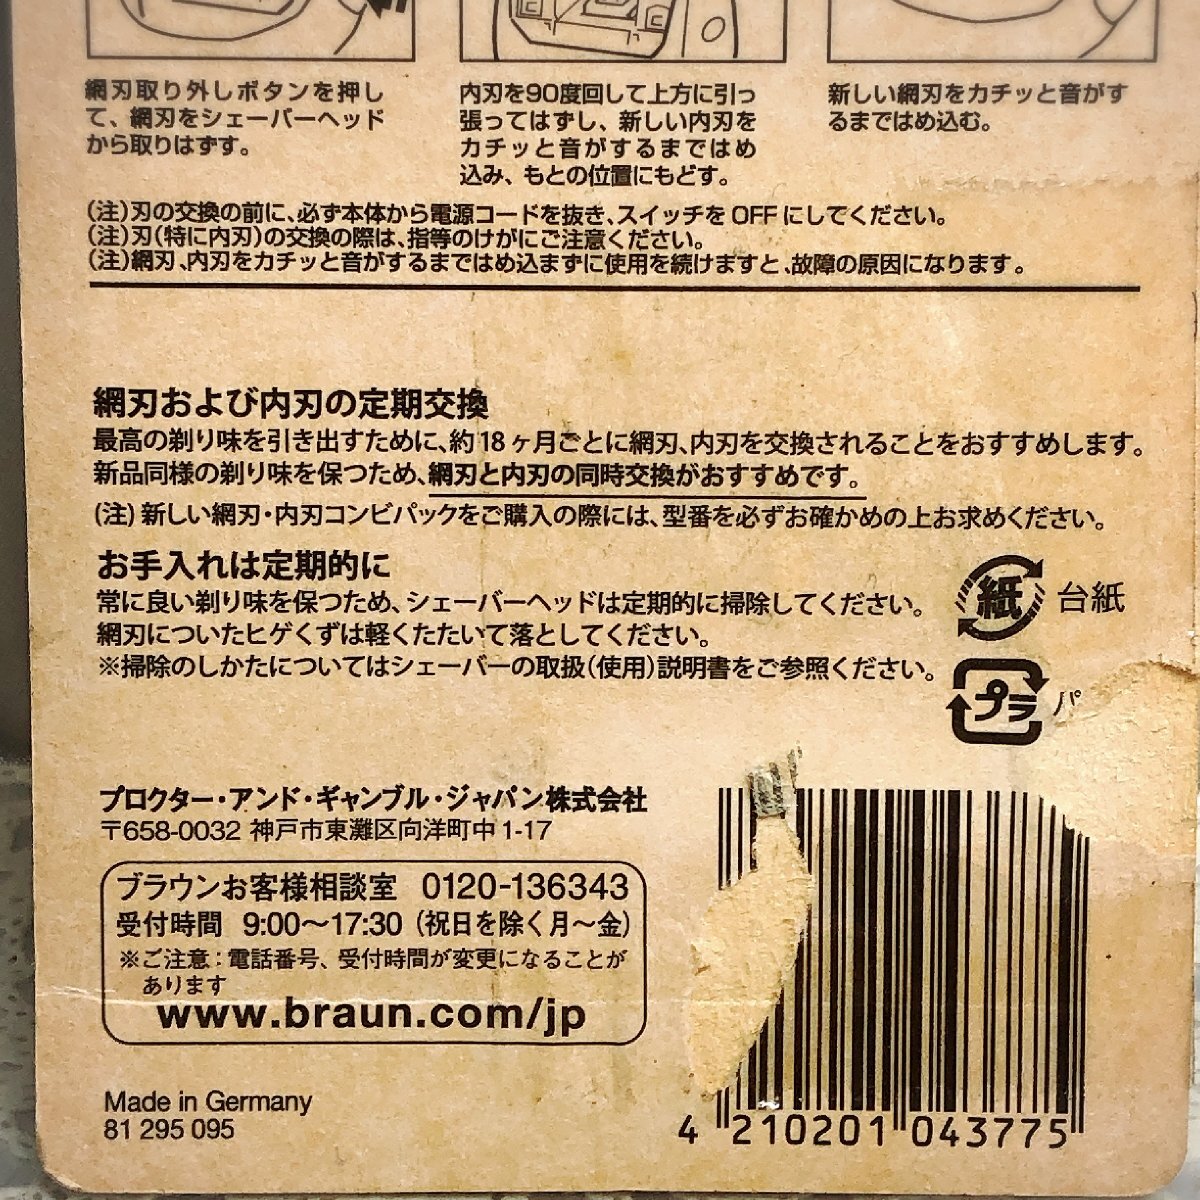 網刃取り外しボタンを押し
て、網刃をシェーバーヘッド
から取りはずす。
内刃を90度回して上方に引っ
張ってはずし、新しい内刃を
カチッと音がするまではめ
込み、もとの位置にもどす。
新しい網刃をカチッと音がす
るまではめ込む。
(注)刃の交換の前に、必ず本体から電源コードを抜き、スイッチをOFFにしてください。
(注)刃(特に内刃)の交換の際は、指等のけがにご注意ください。
(注)網刃、内刃をカチッと音がするまではめ込まずに使用を続けますと、故障の原因になります。
網刃および内刃の定期交換
最高の剃り味を引き出すために、約18ヶ月ごとに網刃、内刃を交換されることをおすすめします。
新品同様の剃り味を保つため、網刃と内刃の同時交換がおすすめです。
(注)新しい網刃・内刃コンビパックをご購入の際には、型番を必ずお確かめの上お求めください。
お手入れは定期的に
常に良い剃り味を保つため、シェーバーヘッドは定期的に掃除してください。
網刃についたヒゲくずは軽くたたいて落としてください。
※掃除のしかたについてはシェーバーの取扱(使用)説明書をご参照ください。
紙 台紙
プラ
プロクター・アンド・ギャンブル・ジャパン株式会社
〒658-0032 神戸市東灘区向洋町中1-17
ブラウンお客様相談室 0120-136343
受付時間 9:00〜17:30(祝日を除く月〜金)
※ご注意:電話番号、受付時間が変更になることが
あります
www.braun.com/jp
Made in Germany
81 295 095
4 210201 043775